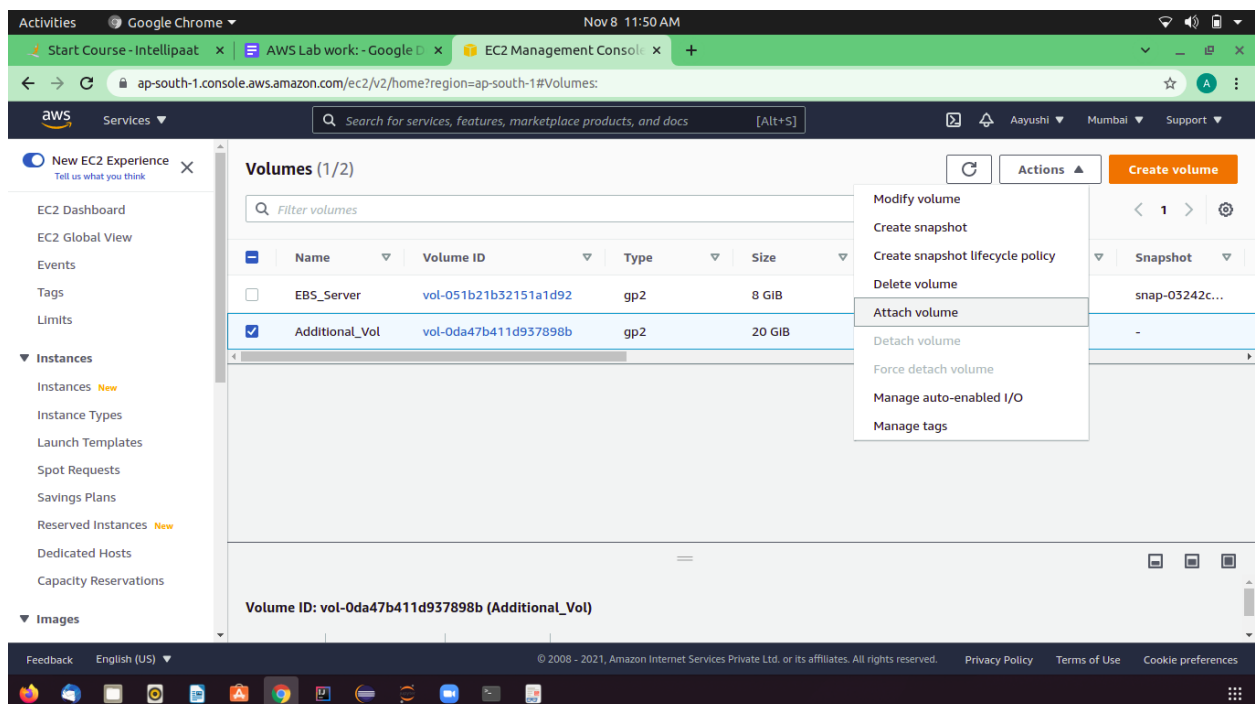 Activities Google Chrome Nov 8 11:50 AM
Start Course - Intellipaat AWS Lab work: - Google D EC2 Management Console
ap-south-1.console.aws.amazon.com/ec2/v2/home?region=ap-south-1#Volumes: A
aws Services Search for services, features, marketplace products, and docs [Alt+S] Aayushi Mumbai Support
New EC2 Experience
Tell us what you think
EC2 Dashboard
EC2 Global View
Events
Tags
Limits
Instances
Instances New
Instance Types
Launch Templates
Spot Requests
Savings Plans
Reserved Instances New
Dedicated Hosts
Capacity Reservations
Images
Volumes (1/2) Actions Create volume
Filter volumes 1
Name Volume ID Type Size Snapshot
EBS_Server vol-051b21b32151a1d92 gp2 8 GiB snap-03242c...
Additional_Vol vol-0da47b411d937898b gp2 20 GiB -
Modify volume
Create snapshot
Create snapshot lifecycle policy
Delete volume
Attach volume
Detach volume
Force detach volume
Manage auto-enabled I/O
Manage tags
Volume ID: vol-0da47b411d937898b (Additional_Vol)
Feedback English (US) © 2008 - 2021, Amazon Internet Services Private Ltd. or its affiliates. All rights reserved. Privacy Policy Terms of Use Cookie preferences